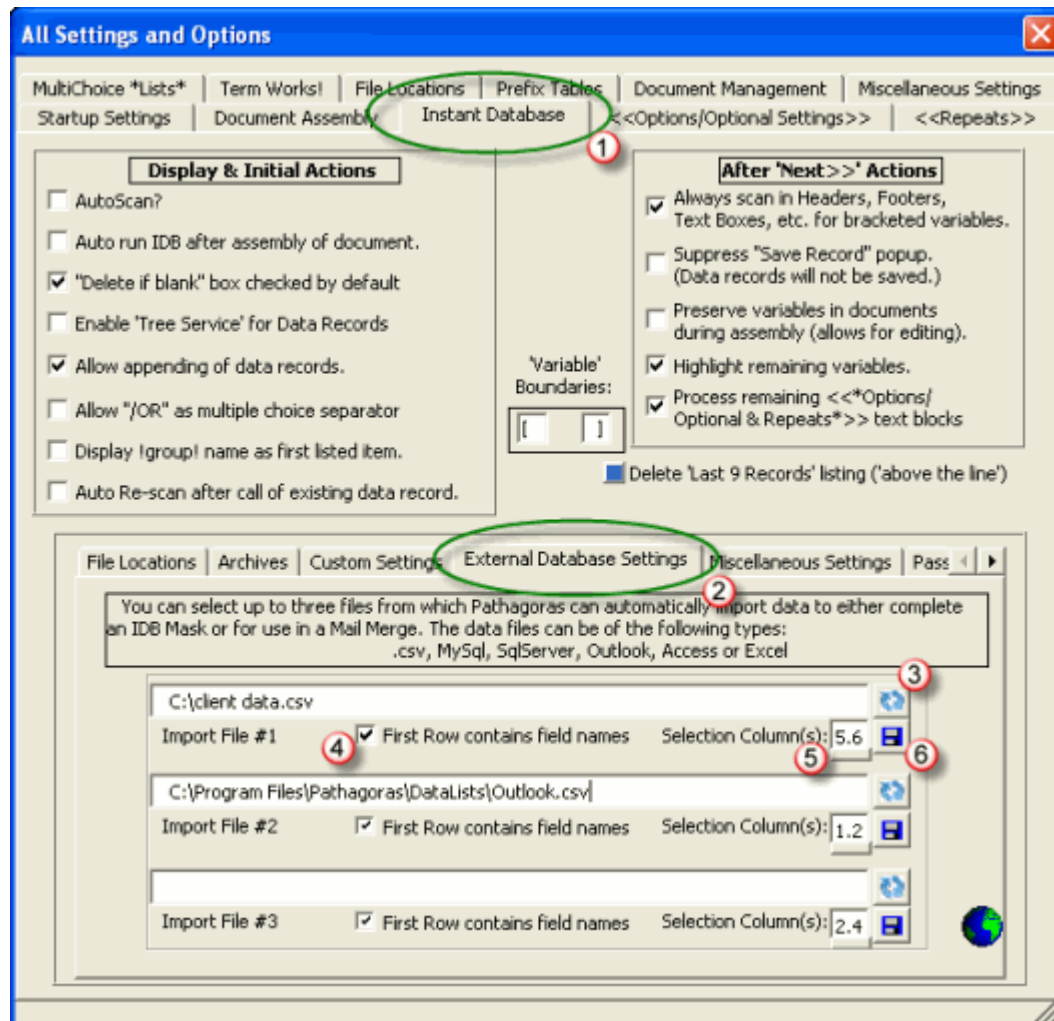 All Settings and Options
MultiChoice *Lists* Term Works! File Locations Prefix Tables Document Management Miscellaneous Settings
Startup Settings Document Assembly Instant Database <<Options/Optional Settings>> <<Repeats>>
1
Display & Initial Actions
AutoScan?
Auto run IDB after assembly of document.
"Delete if blank" box checked by default
Enable 'Tree Service' for Data Records
Allow appending of data records.
Allow "/OR" as multiple choice separator
Display !group! name as first listed item.
Auto Re-scan after call of existing data record.
'Variable'
Boundaries:
[ ]
After 'Next>>' Actions
Always scan in Headers, Footers,
Text Boxes, etc. for bracketed variables.
Suppress "Save Record" popup.
(Data records will not be saved.)
Preserve variables in documents
during assembly (allows for editing).
Highlight remaining variables.
Process remaining <<*Options/
Optional & Repeats*>> text blocks
Delete 'Last 9 Records' listing ('above the line')
File Locations Archives Custom Settings External Database Settings Miscellaneous Settings Pass
2
You can select up to three files from which Pathagoras can automatically import data to either complete
an IDB Mask or for use in a Mail Merge. The data files can be of the following types:
.csv, MySql, SqlServer, Outlook, Access or Excel
3
C:\client data.csv
Import File #1 4 First Row contains field names Selection Column(s): 5.6
5 6
C:\Program Files\Pathagoras\DataLists\Outlook.csv
Import File #2 First Row contains field names Selection Column(s): 1.2
Import File #3 First Row contains field names Selection Column(s): 2.4